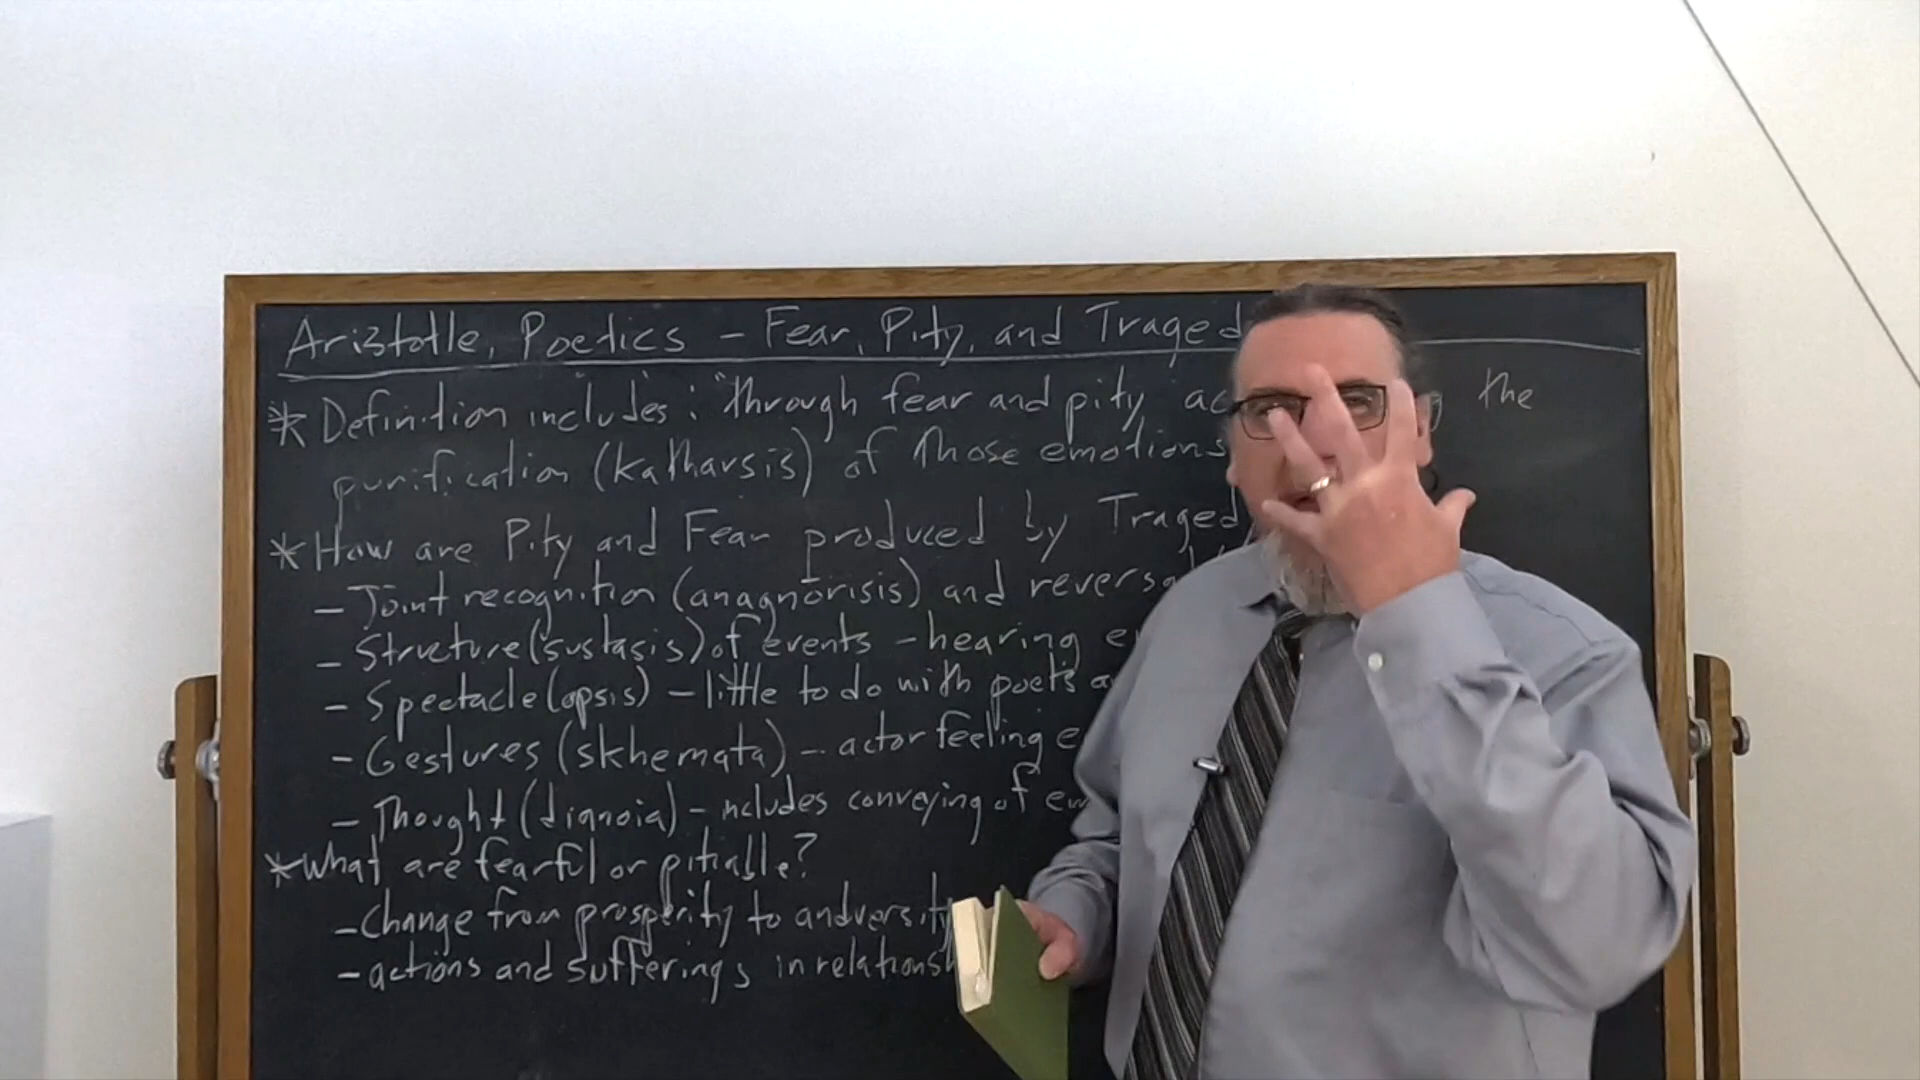 Aristotle, Poetics - Fear, Pity, and Traged
* Definition includes: "through fear and pity the
purification (katharsis) of those emotions
* How are Pity and Fear produced by Traged
- Joint recognition (anagnorisis) and reversal
- Structure (sustasis) of events - hearing
- Spectacle (opsis) - little to do with poets
- Gestures (skhemata) - actor feeling
- Thought (dianoia) - includes conveying of
* What are fearful or pitiable?
- Change from prosperity to andversity
- actions and sufferings in relationsh